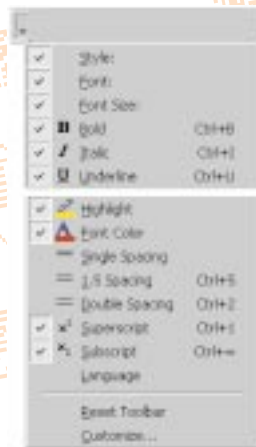 Style:
Font:
Font Size:
Bold Ctrl+B
Italic Ctrl+I
Underline Ctrl+U
Highlight
Font Color
Single Spacing
1.5 Spacing Ctrl+5
Double Spacing Ctrl+2
Superscript
Subscript
Language
Reset Toolbar
Customize...